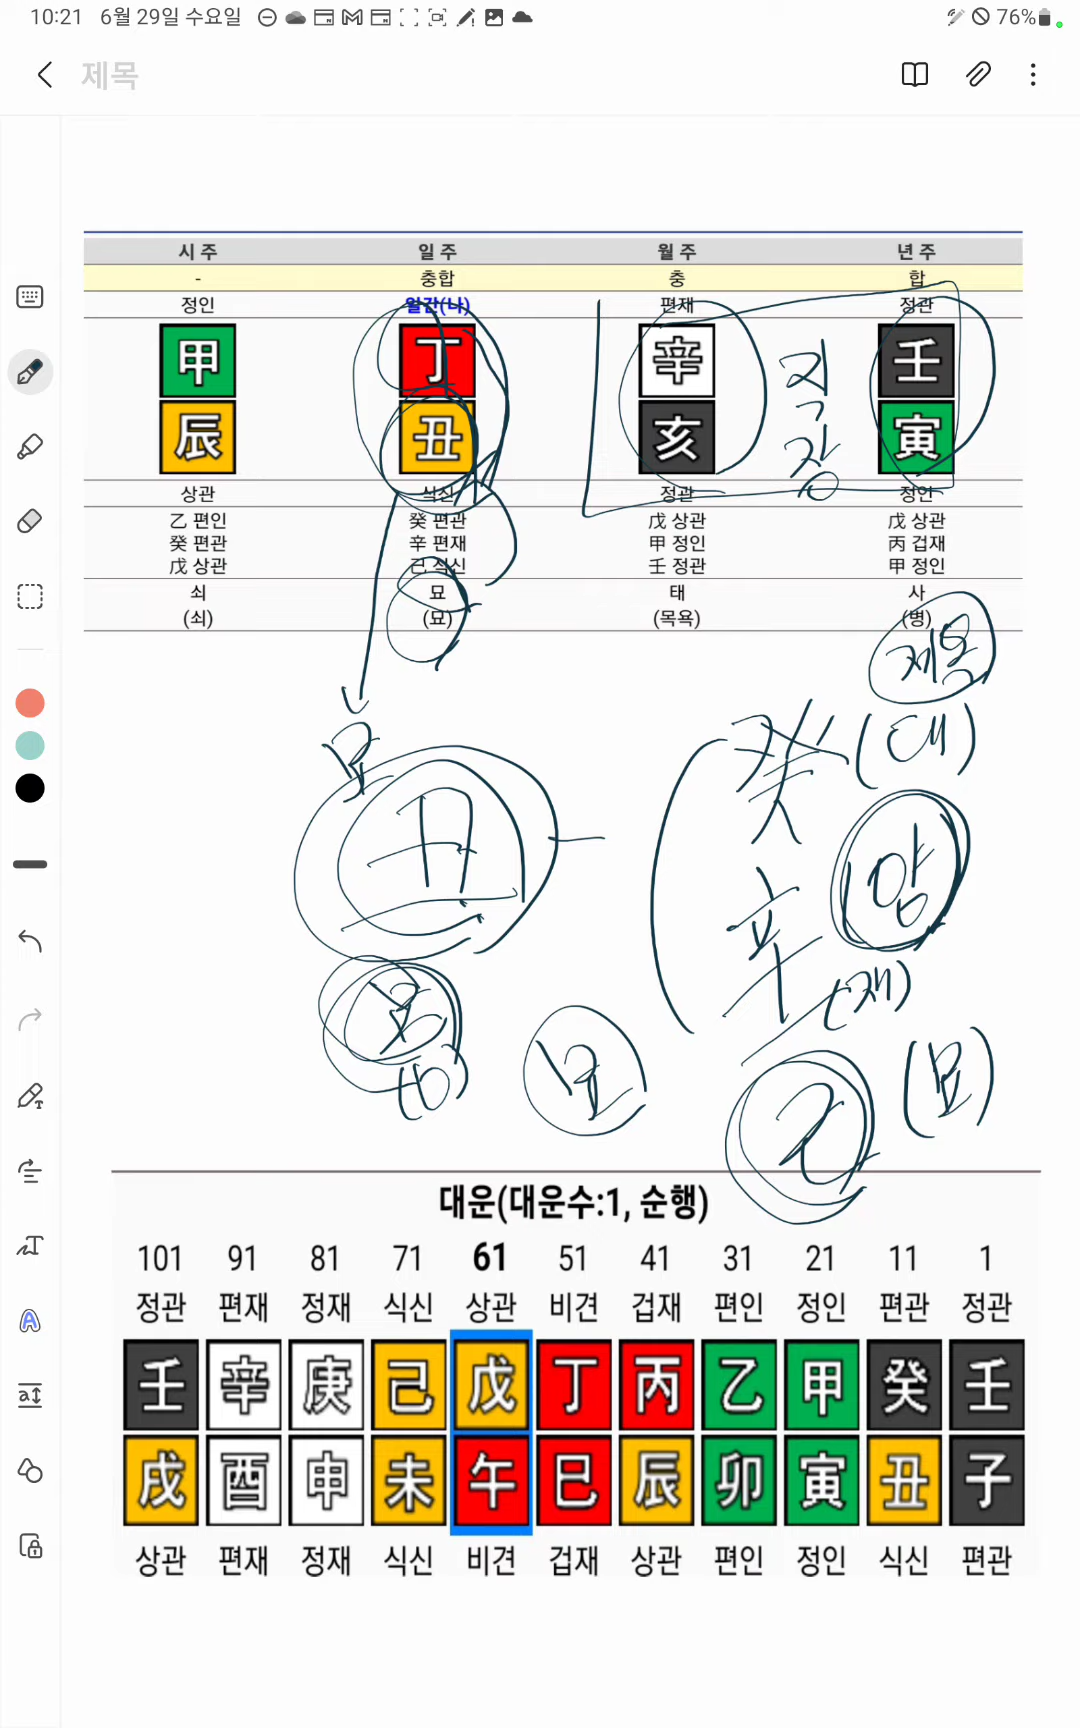 10:21 6월 29일 수요일 76%
제목
시주 일주 월주 년주
- 충합 충 합
정인 일간(나) 편재 정관
甲 丁 辛 壬
辰 丑 亥 寅
상관 식신 정관 정인
乙 편인 癸 편관 戊 상관 戊 상관
癸 편관 辛 편재 甲 정인 丙 겁재
戊 상관 己 식신 壬 정관 甲 정인
쇠 묘 태 사
(쇠) (묘) (목욕) (병)
직장
묘
丑
癸
辛
암
(재)
己
(묘)
대운(대운수:1, 순행)
101 91 81 71 61 51 41 31 21 11 1
정관 편재 정재 식신 상관 비견 겁재 편인 정인 편관 정관
壬 辛 庚 己 戊 丁 丙 乙 甲 癸 壬
戌 酉 申 未 午 巳 辰 卯 寅 丑 子
상관 편재 정재 식신 비견 겁재 상관 편인 정인 식신 편관